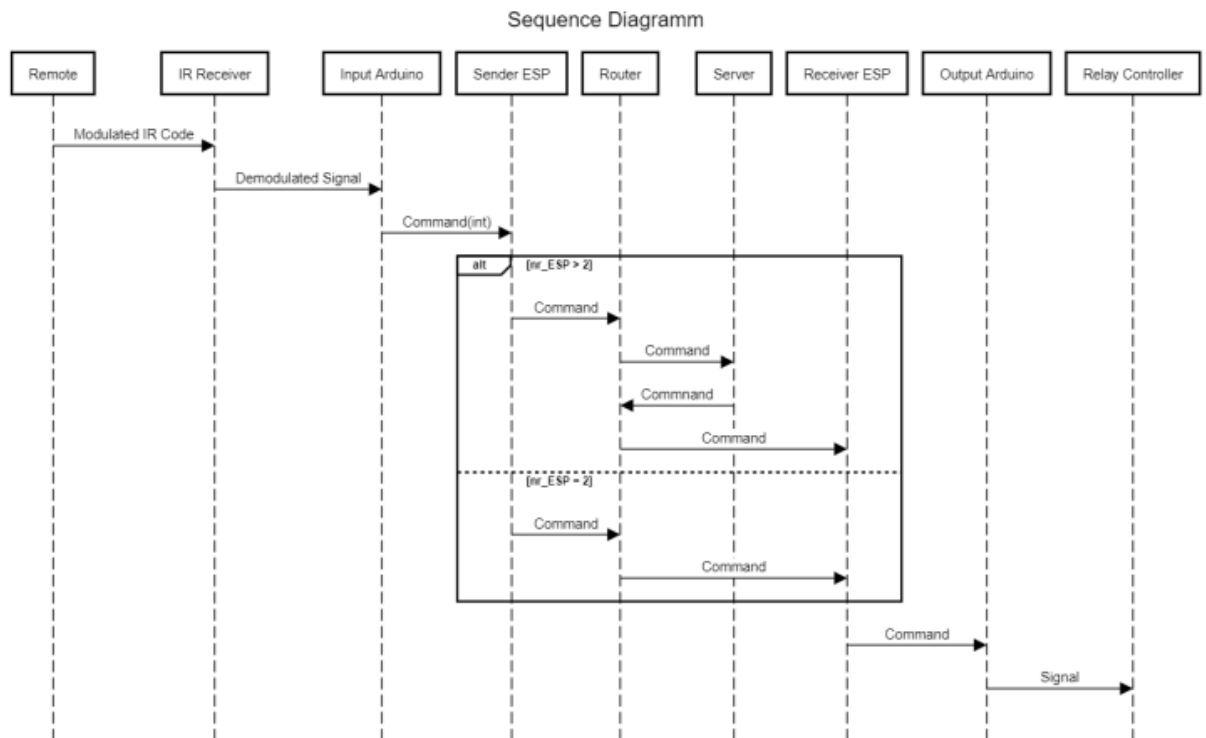 Sequence Diagramm
Remote
IR Receiver
Input Arduino
Sender ESP
Router
Server
Receiver ESP
Output Arduino
Relay Controller
Modulated IR Code
Demodulated Signal
Command(int)
alt
[nr_ESP > 2]
Command
Command
Commnand
Command
[nr_ESP = 2]
Command
Command
Command
Signal